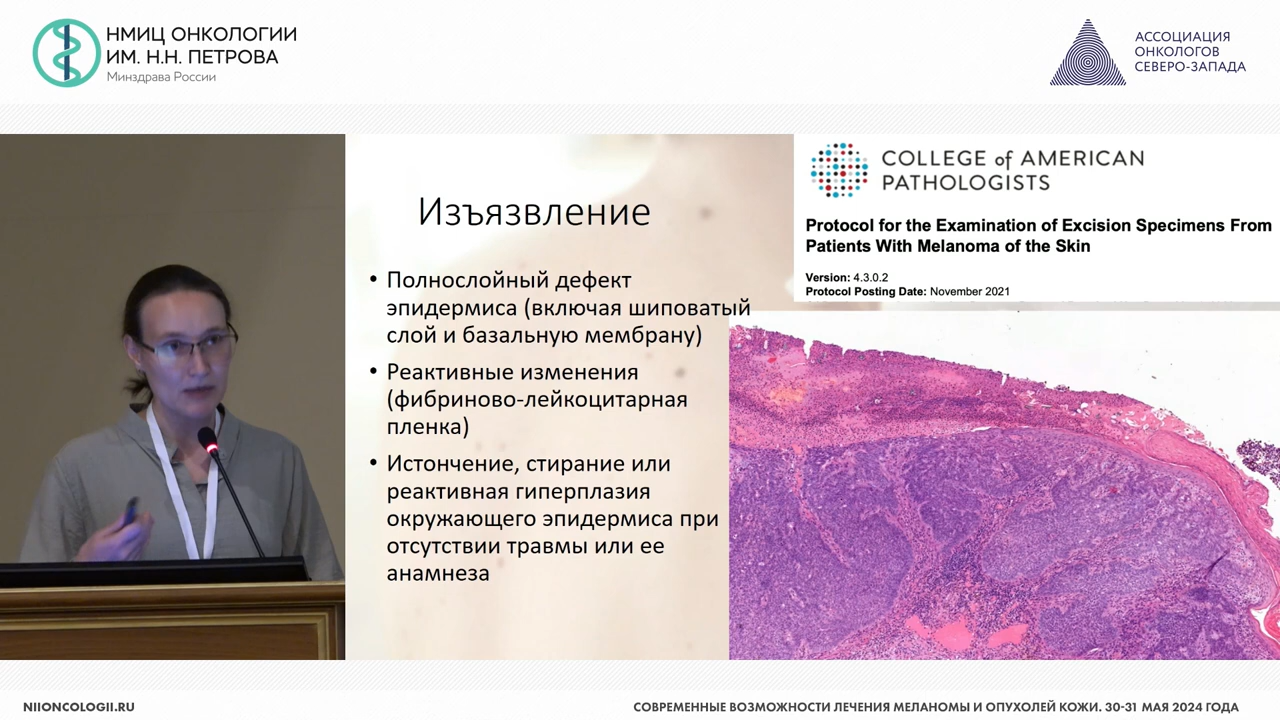 НМИЦ ОНКОЛОГИИ
ИМ. Н.Н. ПЕТРОВА
Минздрава России
АССОЦИАЦИЯ
ОНКОЛОГОВ
СЕВЕРО-ЗАПАДА
Изъязвление
• Полнослойный дефект
эпидермиса (включая шиповатый
слой и базальную мембрану)
• Реактивные изменения
(фибриново-лейкоцитарная
пленка)
• Истончение, стирание или
реактивная гиперплазия
окружающего эпидермиса при
отсутствии травмы или ее
анамнеза
COLLEGE of AMERICAN
PATHOLOGISTS
Protocol for the Examination of Excision Specimens From
Patients With Melanoma of the Skin
Version: 4.3.0.2
Protocol Posting Date: November 2021
NIIONCOLOGII.RU
СОВРЕМЕННЫЕ ВОЗМОЖНОСТИ ЛЕЧЕНИЯ МЕЛАНОМЫ И ОПУХОЛЕЙ КОЖИ. 30-31 МАЯ 2024 ГОДА